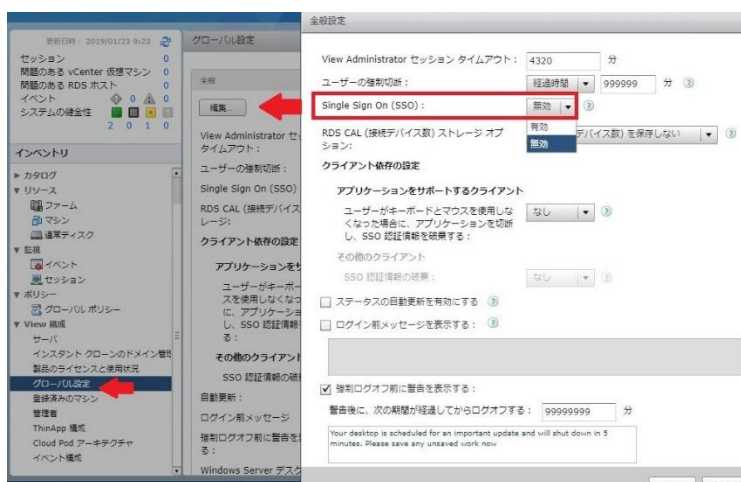 更新日時： 2019/01/23 9:23
セッション 0
問題のある vCenter 仮想マシン 0
問題のある RDS ホスト 0
イベント 0 0
システムの健全性
2 0 1 0
インベントリ
カタログ
リソース
ファーム
マシン
通常ディスク
監視
イベント
セッション
ポリシー
グローバル ポリシー
View 構成
サーバ
インスタント クローンのドメイン管
製品のライセンスと使用状況
グローバル設定
登録済みのマシン
管理者
ThinApp 構成
Cloud Pod アーキテクチャ
イベント構成
グローバル設定
全般
編集...
View Administrator セ
タイムアウト：
ユーザーの強制切断：
Single Sign On (SSO)
RDS CAL (接続デバイス
レージ：
クライアント依存の設定
アプリケーションをサ
ユーザーがキーボー
スを使用しなくなっ
に、アプリケーショ
し、SSO 認証情報
る：
その他のクライアント
SSO 認証情報の破
自動更新：
ログイン前メッセージ
強制ログオフ前に警告を
る：
Windows Server デスク
全般設定
View Administrator セッション タイムアウト： 4320 分
ユーザーの強制切断： 経過時間 999999 分
Single Sign On (SSO)： 無効
有効
無効
RDS CAL (接続デバイス数) ストレージ オプ
ション： デバイス数) を保存しない
クライアント依存の設定
アプリケーションをサポートするクライアント
ユーザーがキーボードとマウスを使用しな
くなった場合に、アプリケーションを切断
し、SSO 認証情報を破棄する： なし
その他のクライアント
SSO 認証情報の破棄： なし
ステータスの自動更新を有効にする
ログイン前メッセージを表示する：
強制ログオフ前に警告を表示する：
警告後に、次の期間が経過してからログオフする： 99999999 分
Your desktop is scheduled for an important update and will shut down in 5
minutes. Please save any unsaved work now